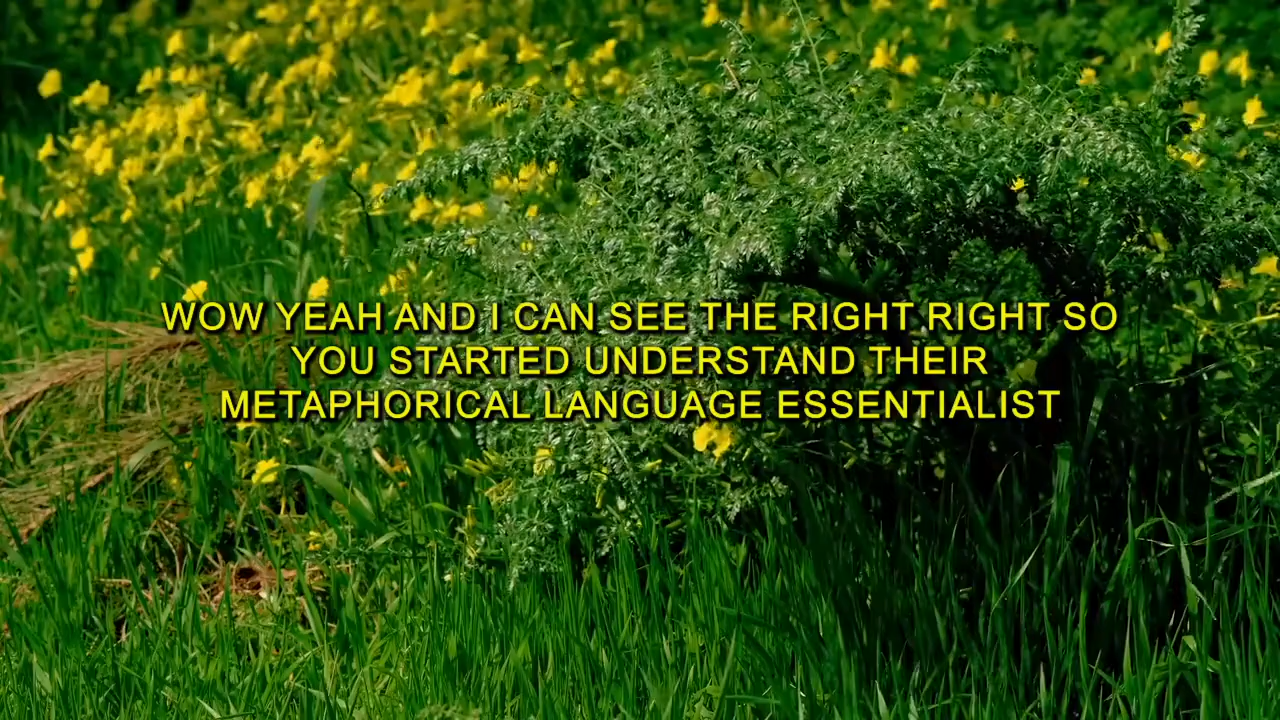 WOW YEAH AND I CAN SEE THE RIGHT RIGHT SO
YOU STARTED UNDERSTAND THEIR
METAPHORICAL LANGUAGE ESSENTIALIST